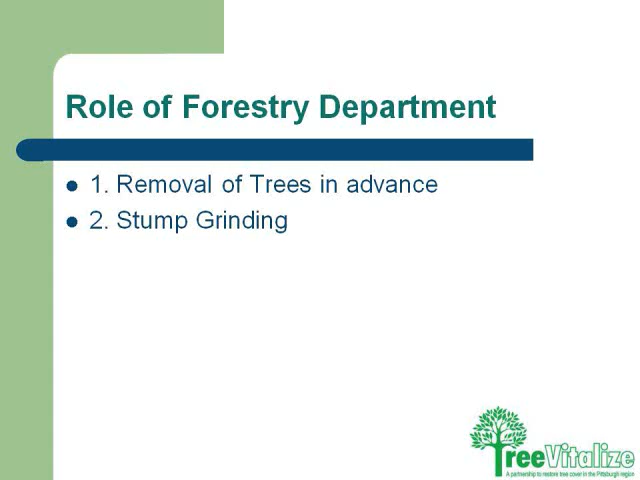 Role of Forestry Department
1. Removal of Trees in advance
2. Stump Grinding
TreeVitalize
A partnership to restore tree cover in the Pittsburgh region